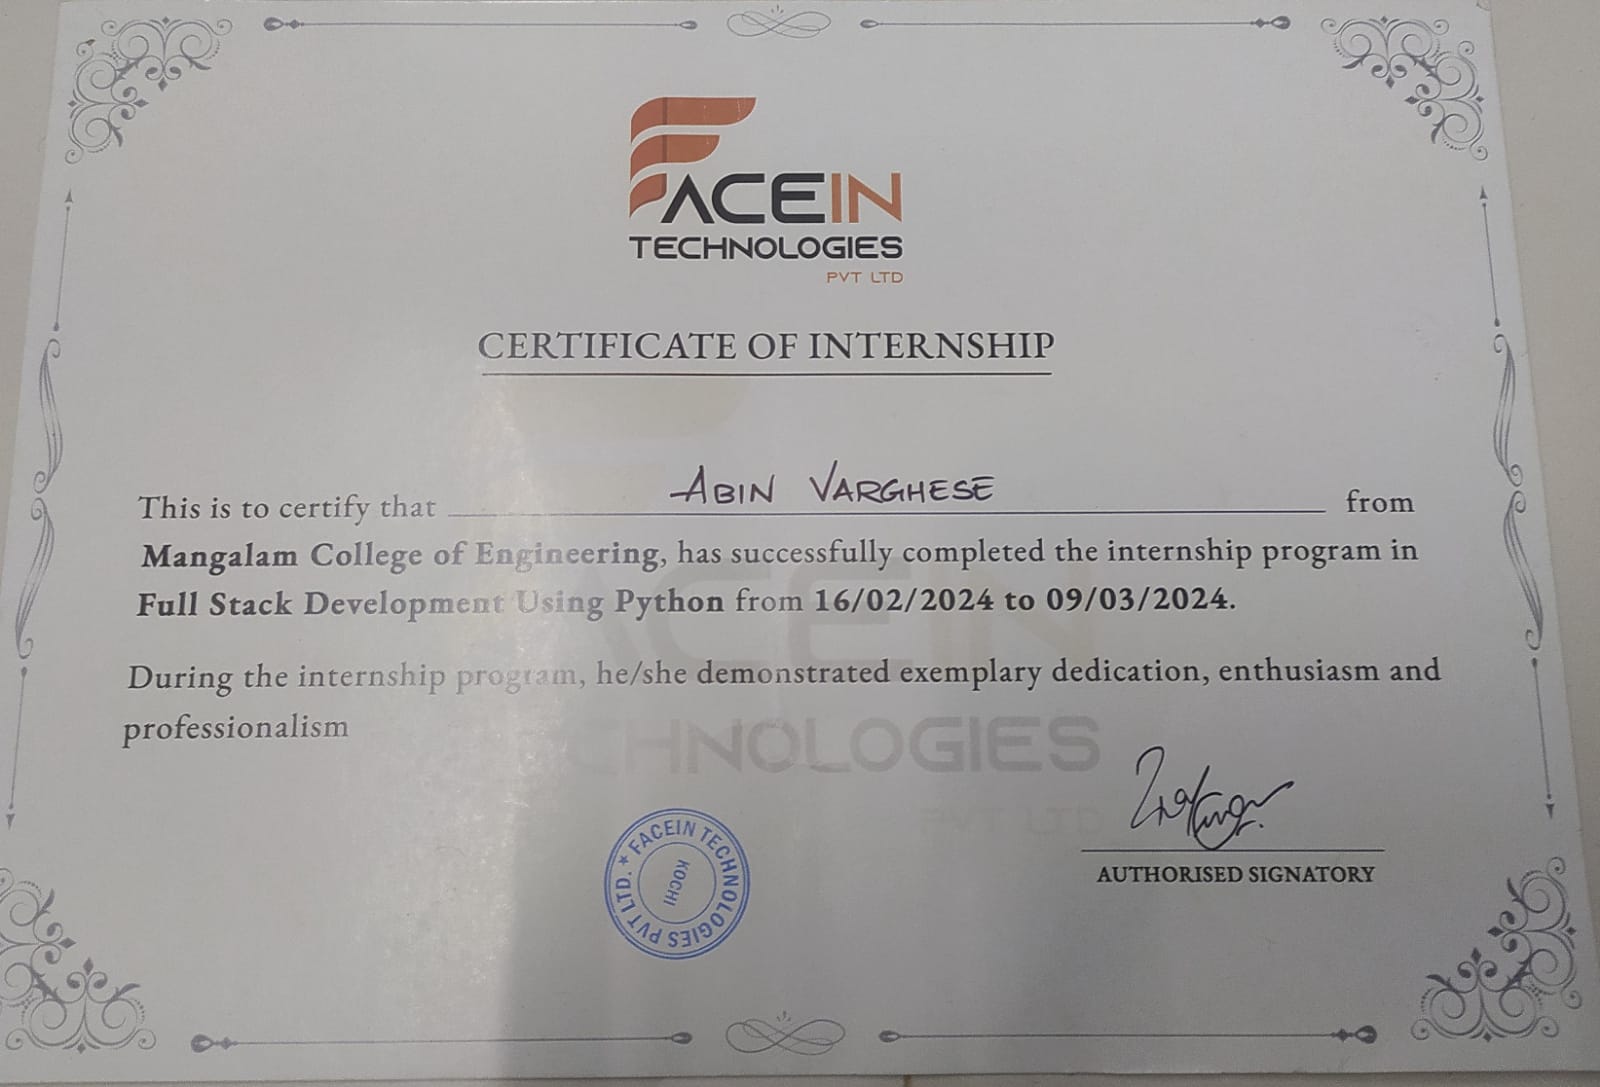 FACEIN
TECHNOLOGIES
PVT LTD
CERTIFICATE OF INTERNSHIP
This is to certify that ABIN VARGHESE from
Mangalam College of Engineering, has successfully completed the internship program in
Full Stack Development Using Python from 16/02/2024 to 09/03/2024.
During the internship program, he/she demonstrated exemplary dedication, enthusiasm and
professionalism
FACEIN TECHNOLOGIES PVT LTD. ★
KOCHI
AUTHORISED SIGNATORY